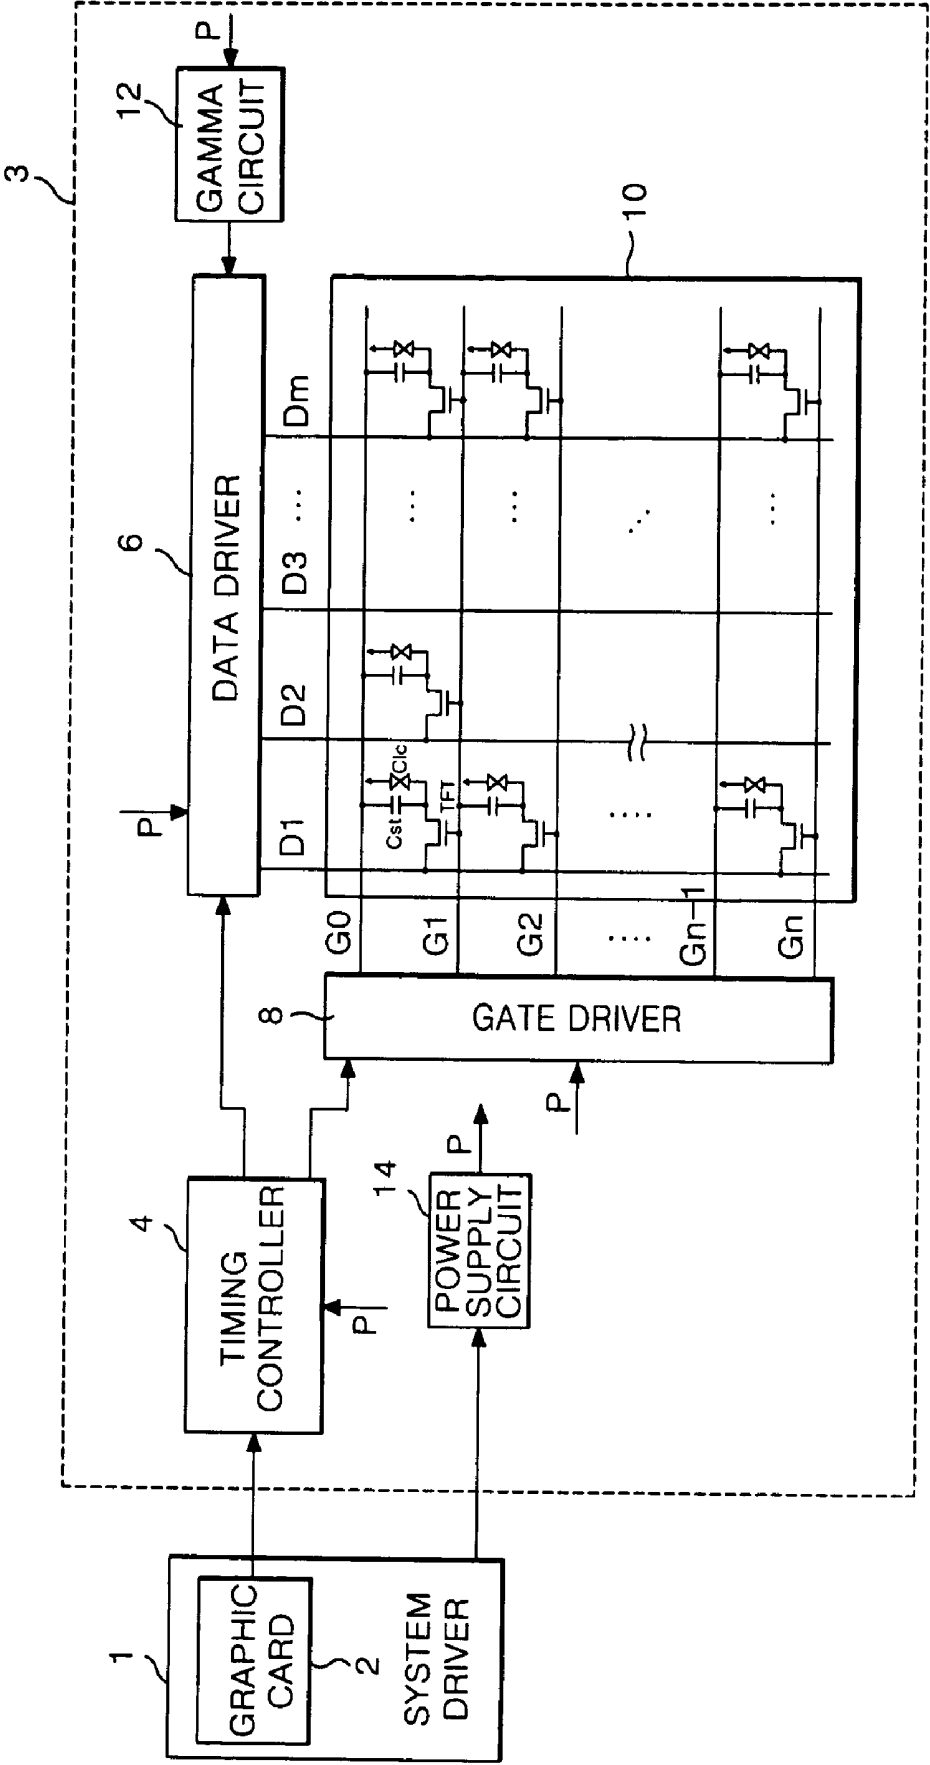 3
P
12
GAMMA
CIRCUIT
6
DATA DRIVER
P
D1
D2
D3
...
Dm
10
Cst
Clc
TFT
...
...
....
...
...
G0
G1
G2
....
Gn-1
Gn
8
GATE DRIVER
P
4
TIMING
CONTROLLER
P
14
POWER
SUPPLY
CIRCUIT
P
1
GRAPHIC
CARD
2
SYSTEM
DRIVER